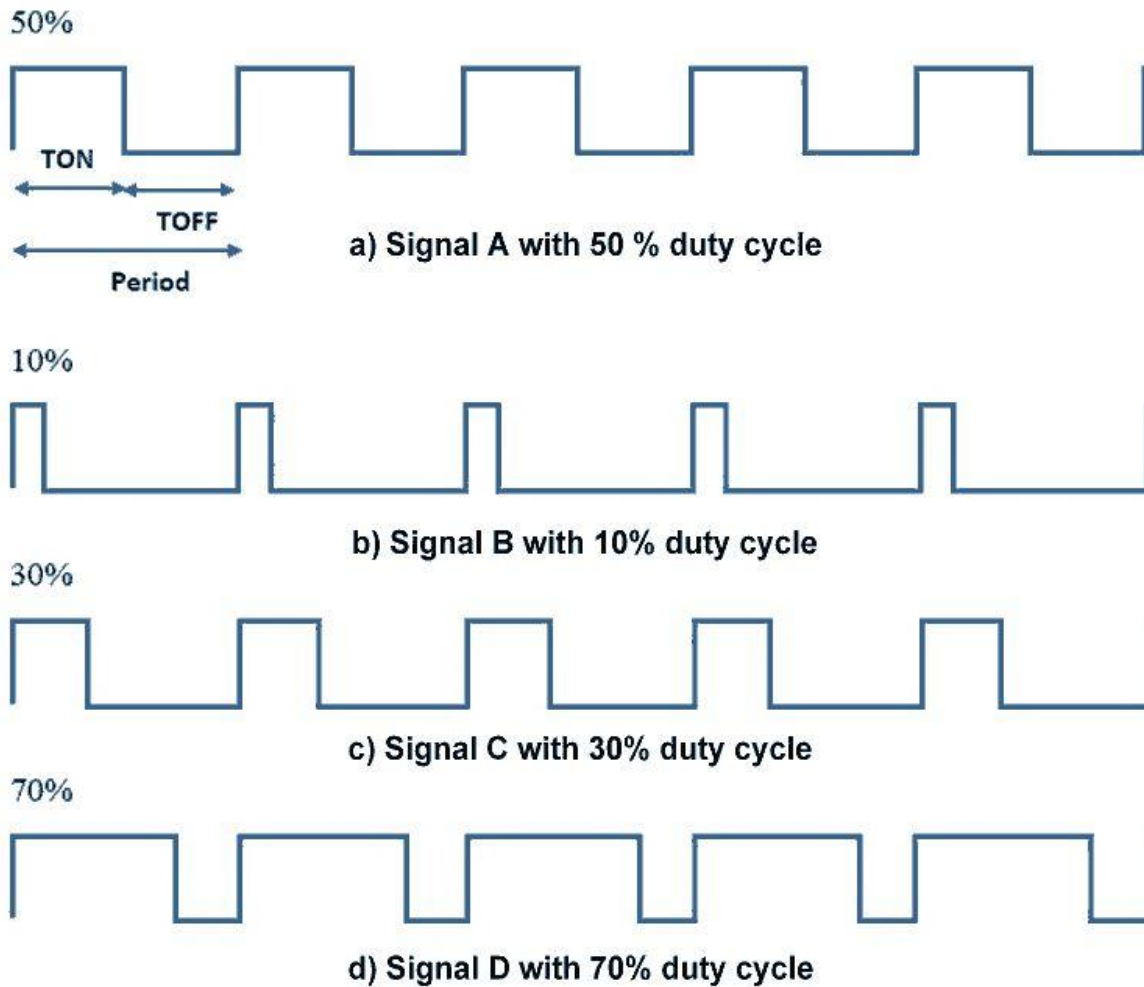 50%
TON
TOFF
a) Signal A with 50 % duty cycle
Period
10%
b) Signal B with 10% duty cycle
30%
c) Signal C with 30% duty cycle
70%
d) Signal D with 70% duty cycle